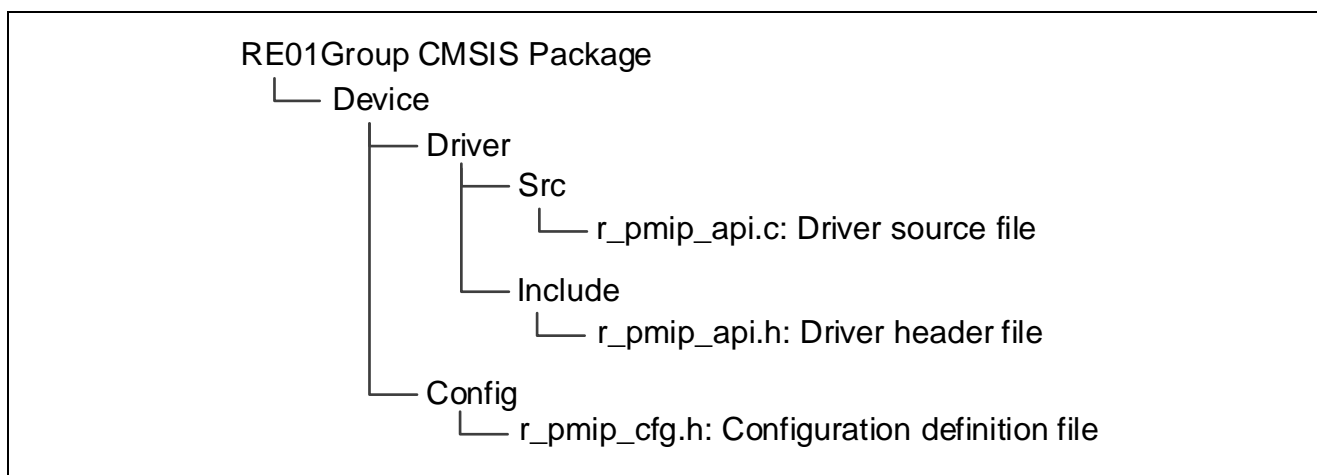 RE01Group CMSIS Package
Device
Driver
Src
r_pmip_api.c: Driver source file
Include
r_pmip_api.h: Driver header file
Config
r_pmip_cfg.h: Configuration definition file